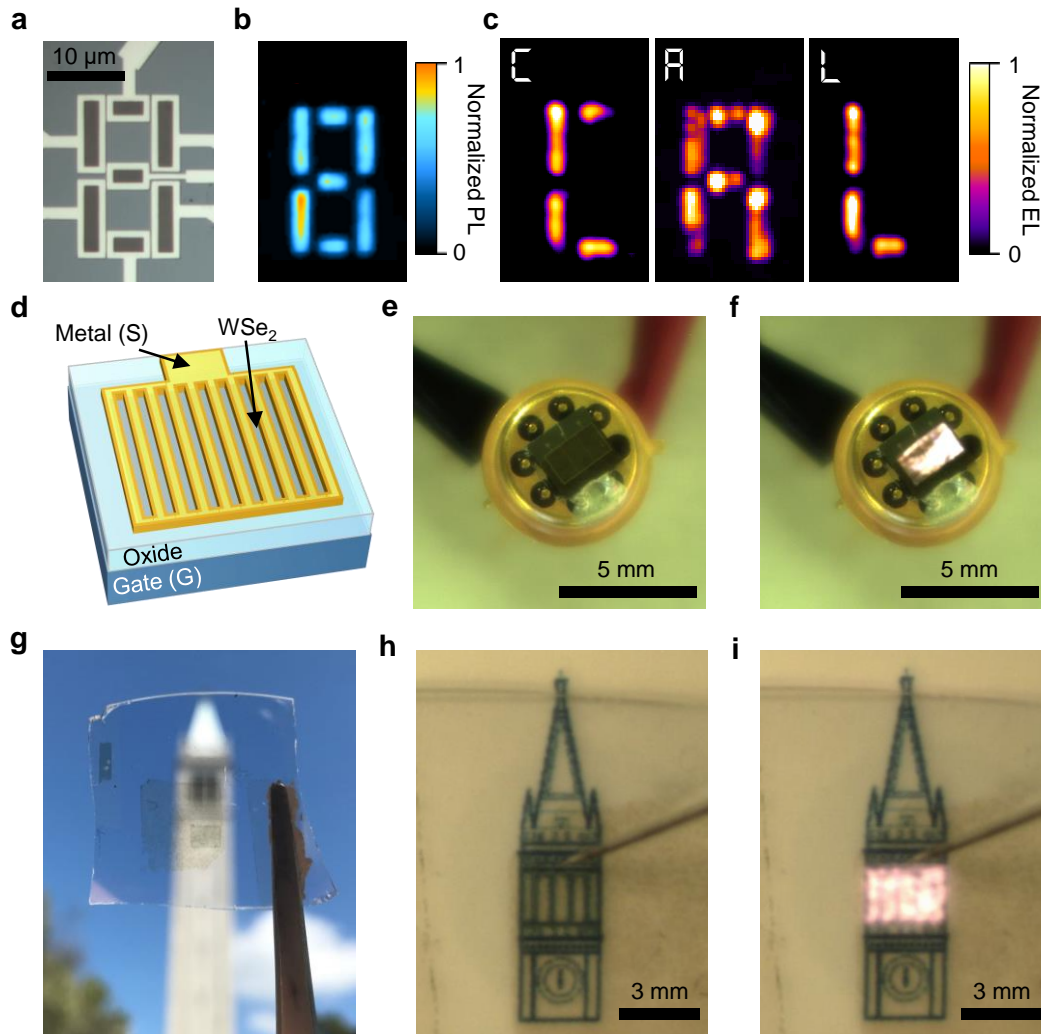 a
10 µm
b
1
Normalized PL
0
c
C
A
L
1
Normalized EL
0
d
Metal (S)
WSe₂
Oxide
Gate (G)
e
5 mm
f
5 mm
g
h
3 mm
i
3 mm